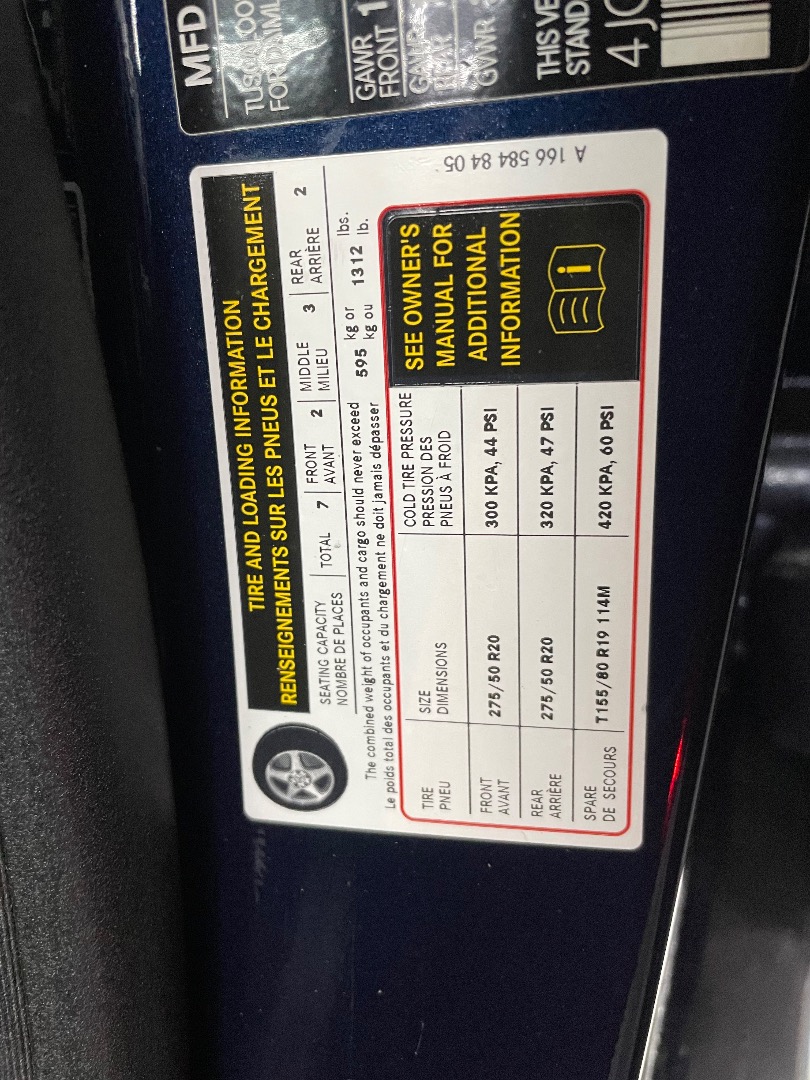 TIRE AND LOADING INFORMATION
RENSEIGNEMENTS SUR LES PNEUS ET LE CHARGEMENT
SEATING CAPACITY
NOMBRE DE PLACES
TOTAL 7
FRONT
AVANT 2
MIDDLE
MILIEU 3
REAR
ARRIÈRE 2
The combined weight of occupants and cargo should never exceed 595 kg or 1312 lbs.
Le poids total des occupants et du chargement ne doit jamais dépasser kg ou lb.
TIRE
PNEU
SIZE
DIMENSIONS
COLD TIRE PRESSURE
PRESSION DES
PNEUS À FROID
FRONT
AVANT
275/50 R20
300 KPA, 44 PSI
REAR
ARRIÈRE
275/50 R20
320 KPA, 47 PSI
SPARE
DE SECOURS
T155/80 R19 114M
420 KPA, 60 PSI
SEE OWNER'S
MANUAL FOR
ADDITIONAL
INFORMATION
i
A 166 584 84 05
MFD
GAWR
FRONT 1
GAWR
REAR
GVWR
THIS
4 J